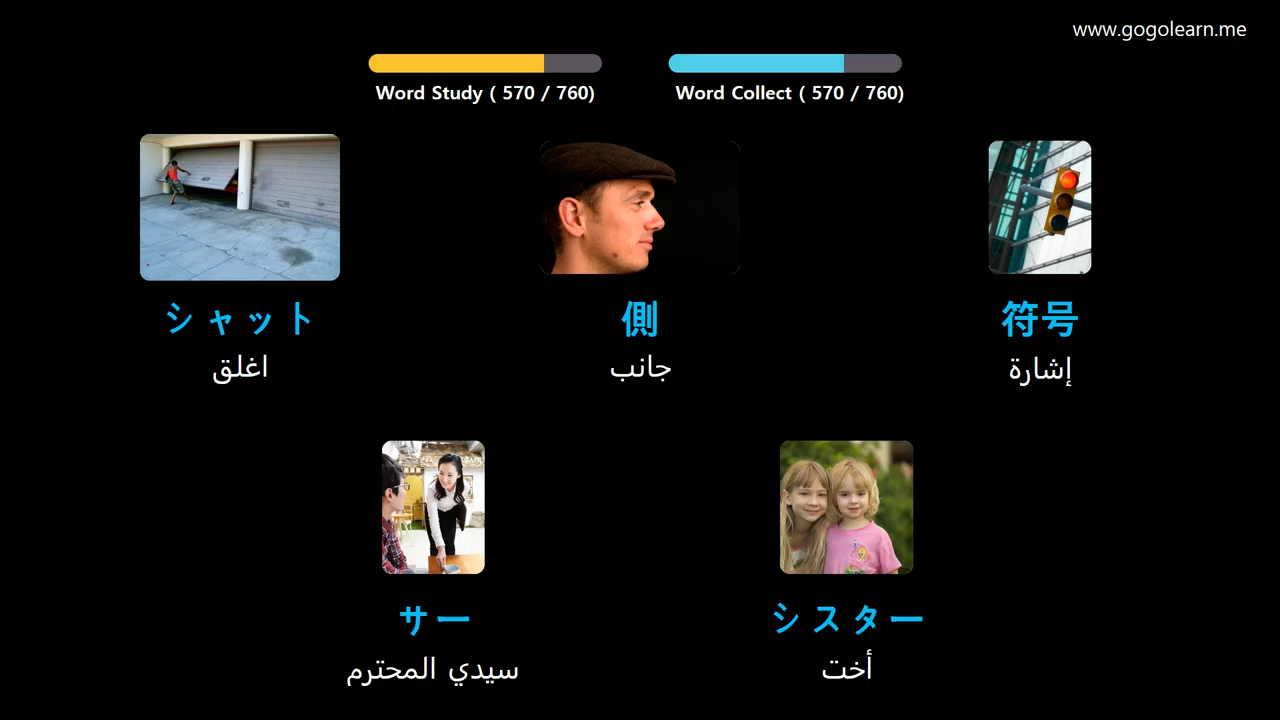 www.gogolearn.me
Word Study ( 570 / 760)
Word Collect ( 570 / 760)
シャット
اغلق
側
جانب
符号
إشارة
サー
سيدي المحترم
シスター
أخت